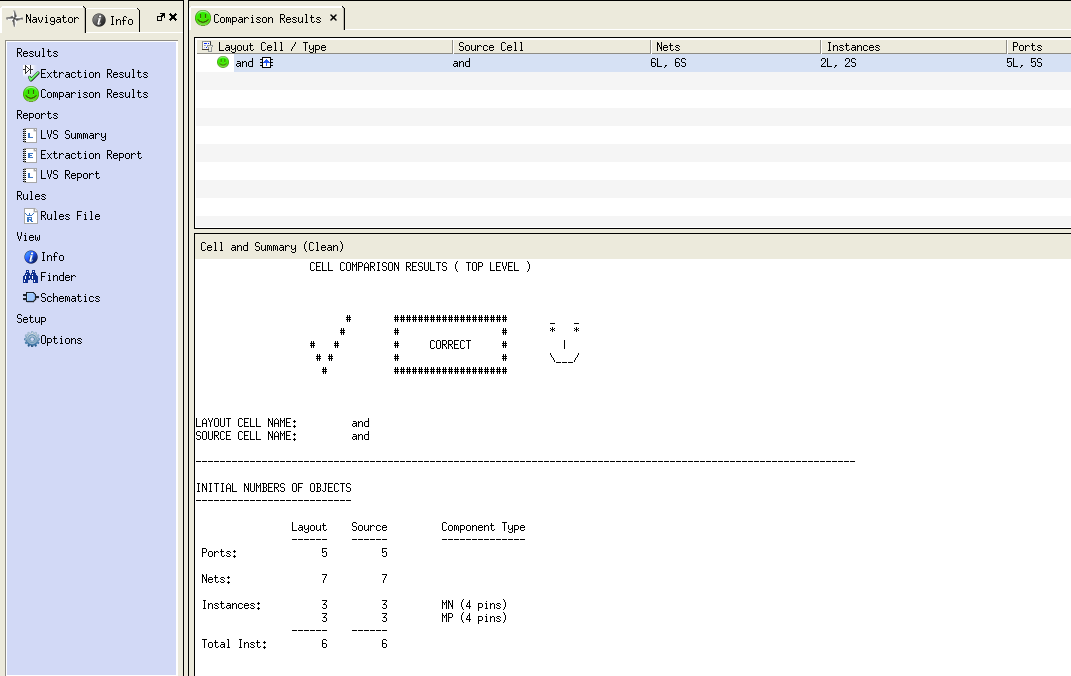 Navigator Info
Results
Extraction Results
Comparison Results
Reports
LVS Summary
Extraction Report
LVS Report
Rules
Rules File
View
Info
Finder
Schematics
Setup
Options
Comparison Results
Layout Cell / Type Source Cell Nets Instances Ports
and and 6L, 6S 2L, 2S 5L, 5S
Cell and Summary (Clean)
CELL COMPARISON RESULTS ( TOP LEVEL )
# ################### _ _
# # # * *
# # # CORRECT # |
# # # # \___/
# ###################
LAYOUT CELL NAME: and
SOURCE CELL NAME: and
--------------------------------------------------------------------------------------------------------------
INITIAL NUMBERS OF OBJECTS
--------------------------
Layout Source Component Type
------ ------ --------------
Ports: 5 5
Nets: 7 7
Instances: 3 3 MN (4 pins)
3 3 MP (4 pins)
------ ------
Total Inst: 6 6